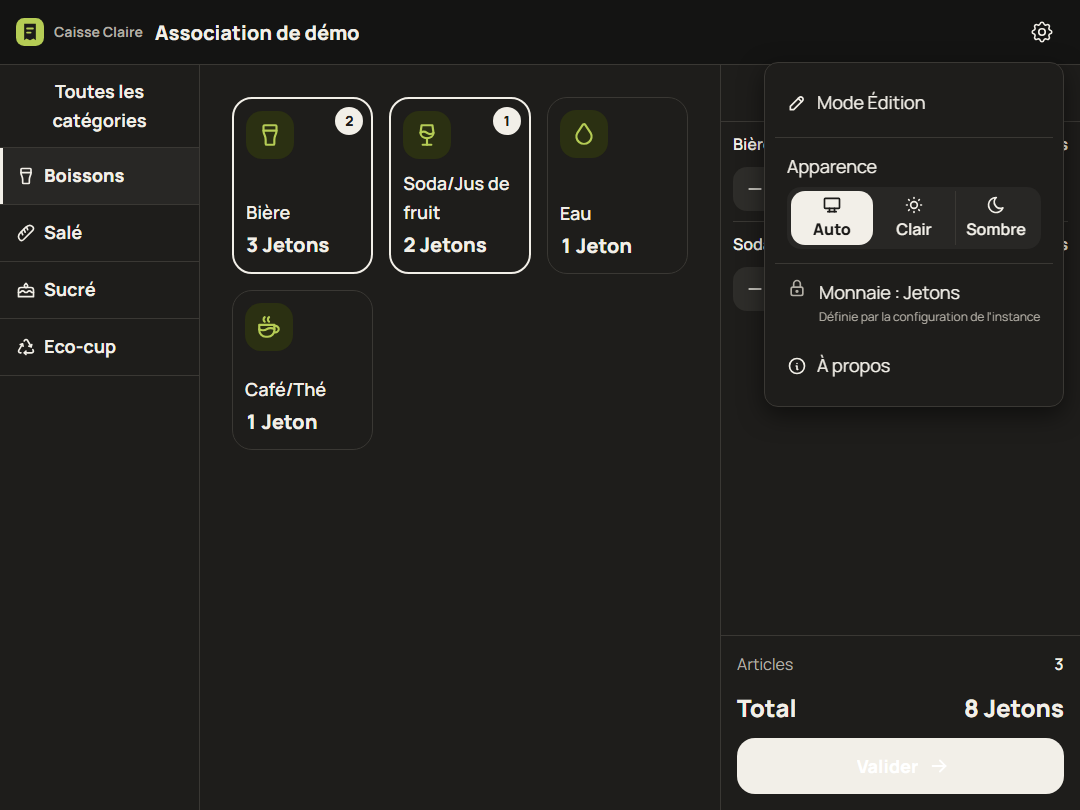 Caisse Claire Association de démo
Toutes les
catégories
Boissons
Salé
Sucré
Eco-cup
2
Bière
3 Jetons
1
Soda/Jus de
fruit
2 Jetons
Eau
1 Jeton
Café/Thé
1 Jeton
Mode Édition
Apparence
Auto Clair Sombre
Monnaie : Jetons
Définie par la configuration de l'instance
À propos
Articles 3
Total 8 Jetons
Valider